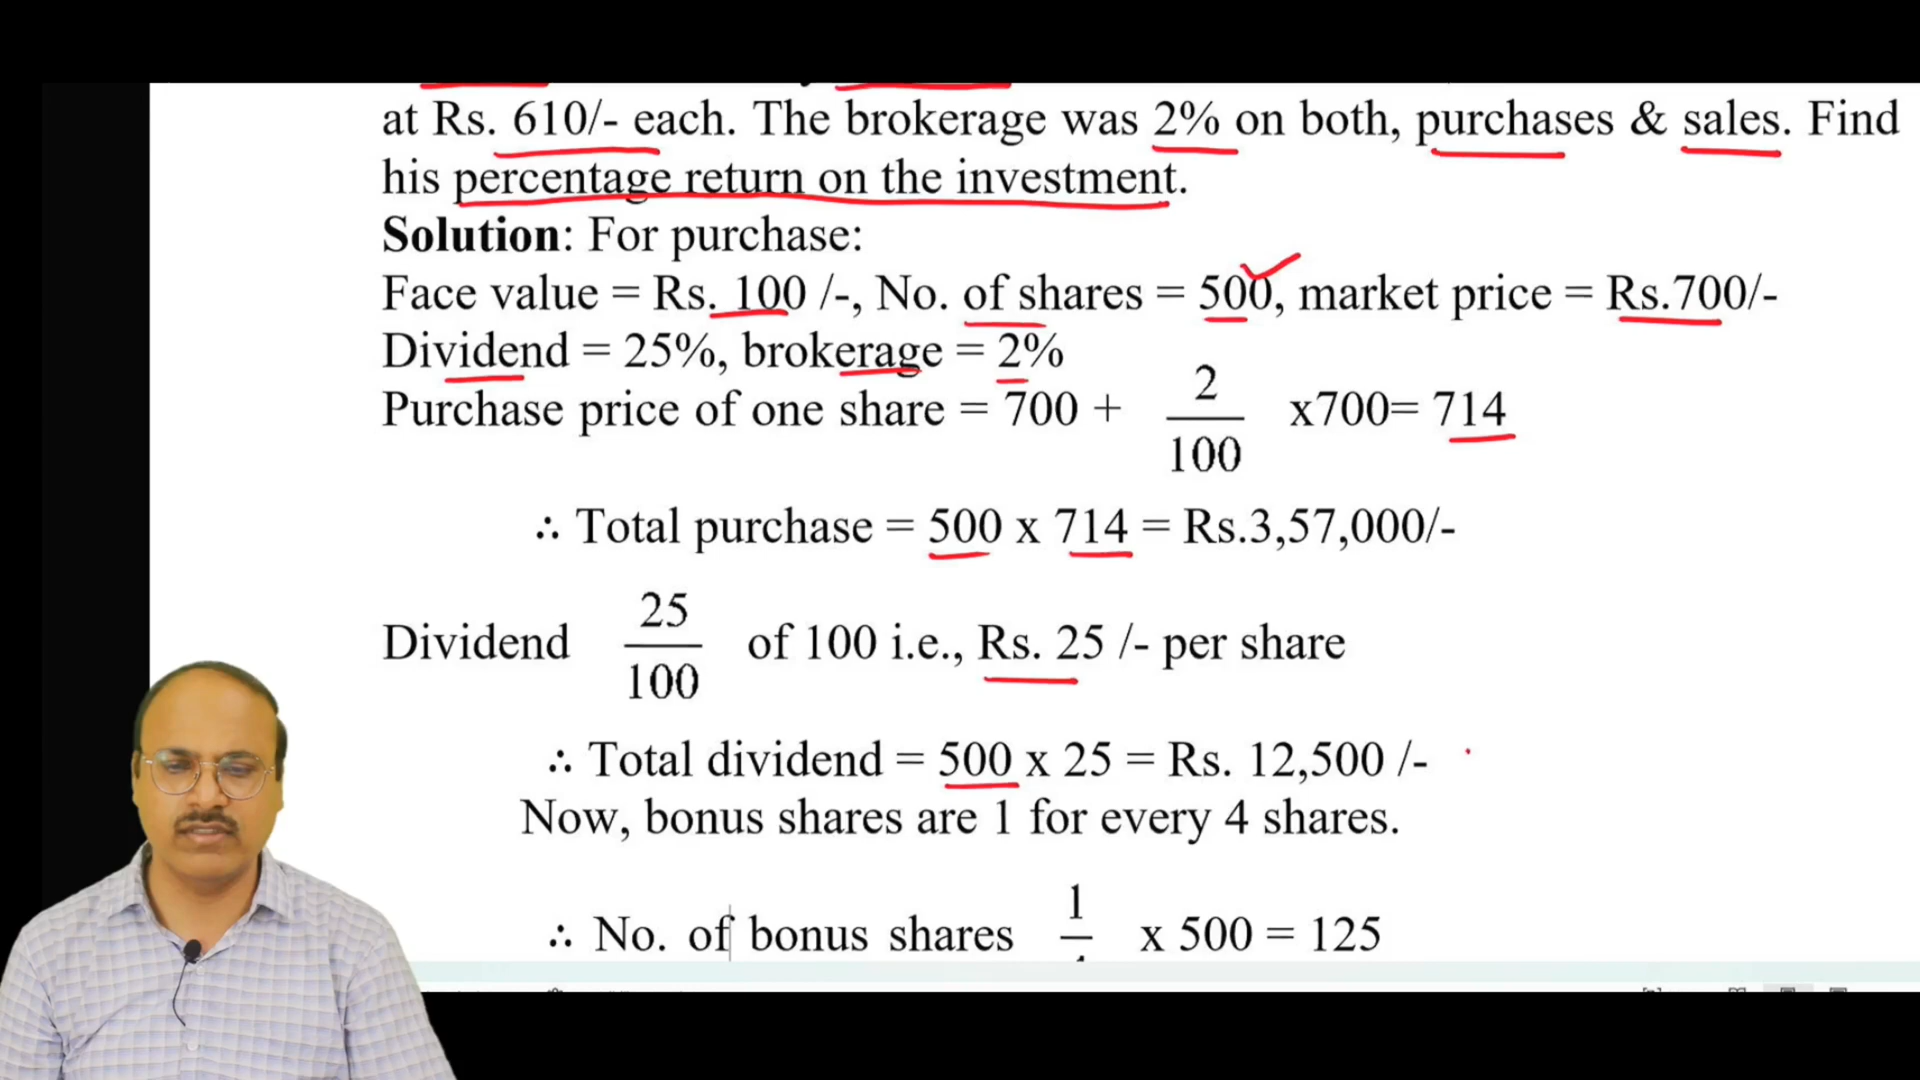 at Rs. 610/- each. The brokerage was 2% on both, purchases & sales. Find
his percentage return on the investment.
Solution: For purchase:
Face value = Rs. 100 /-, No. of shares = 500, market price = Rs.700/-
Dividend = 25%, brokerage = 2%
Purchase price of one share = 700 + 2/100 x700= 714
∴ Total purchase = 500 x 714 = Rs.3,57,000/-
Dividend 25/100 of 100 i.e., Rs. 25 /- per share
∴ Total dividend = 500 x 25 = Rs. 12,500 /-
Now, bonus shares are 1 for every 4 shares.
∴ No. of bonus shares 1/ x 500 = 125